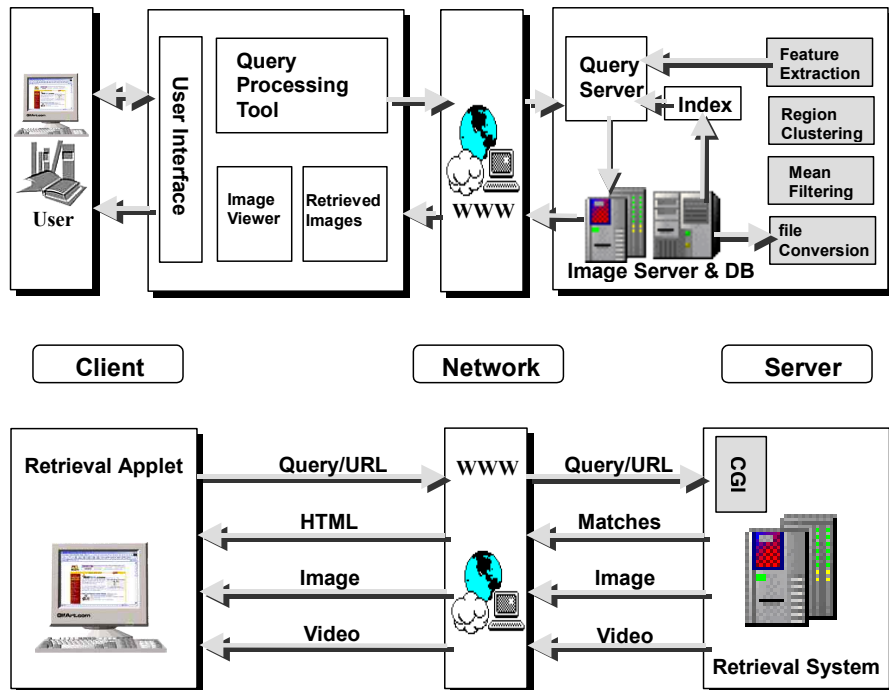 User
User Interface
Query
Processing
Tool
Image
Viewer
Retrieved
Images
WWW
Query
Server
Index
Feature
Extraction
Region
Clustering
Mean
Filtering
file
Conversion
Image Server & DB
Client
Network
Server
Retrieval Applet
Query/URL
WWW
Query/URL
CGI
HTML
Matches
Image
Image
Video
Video
Retrieval System